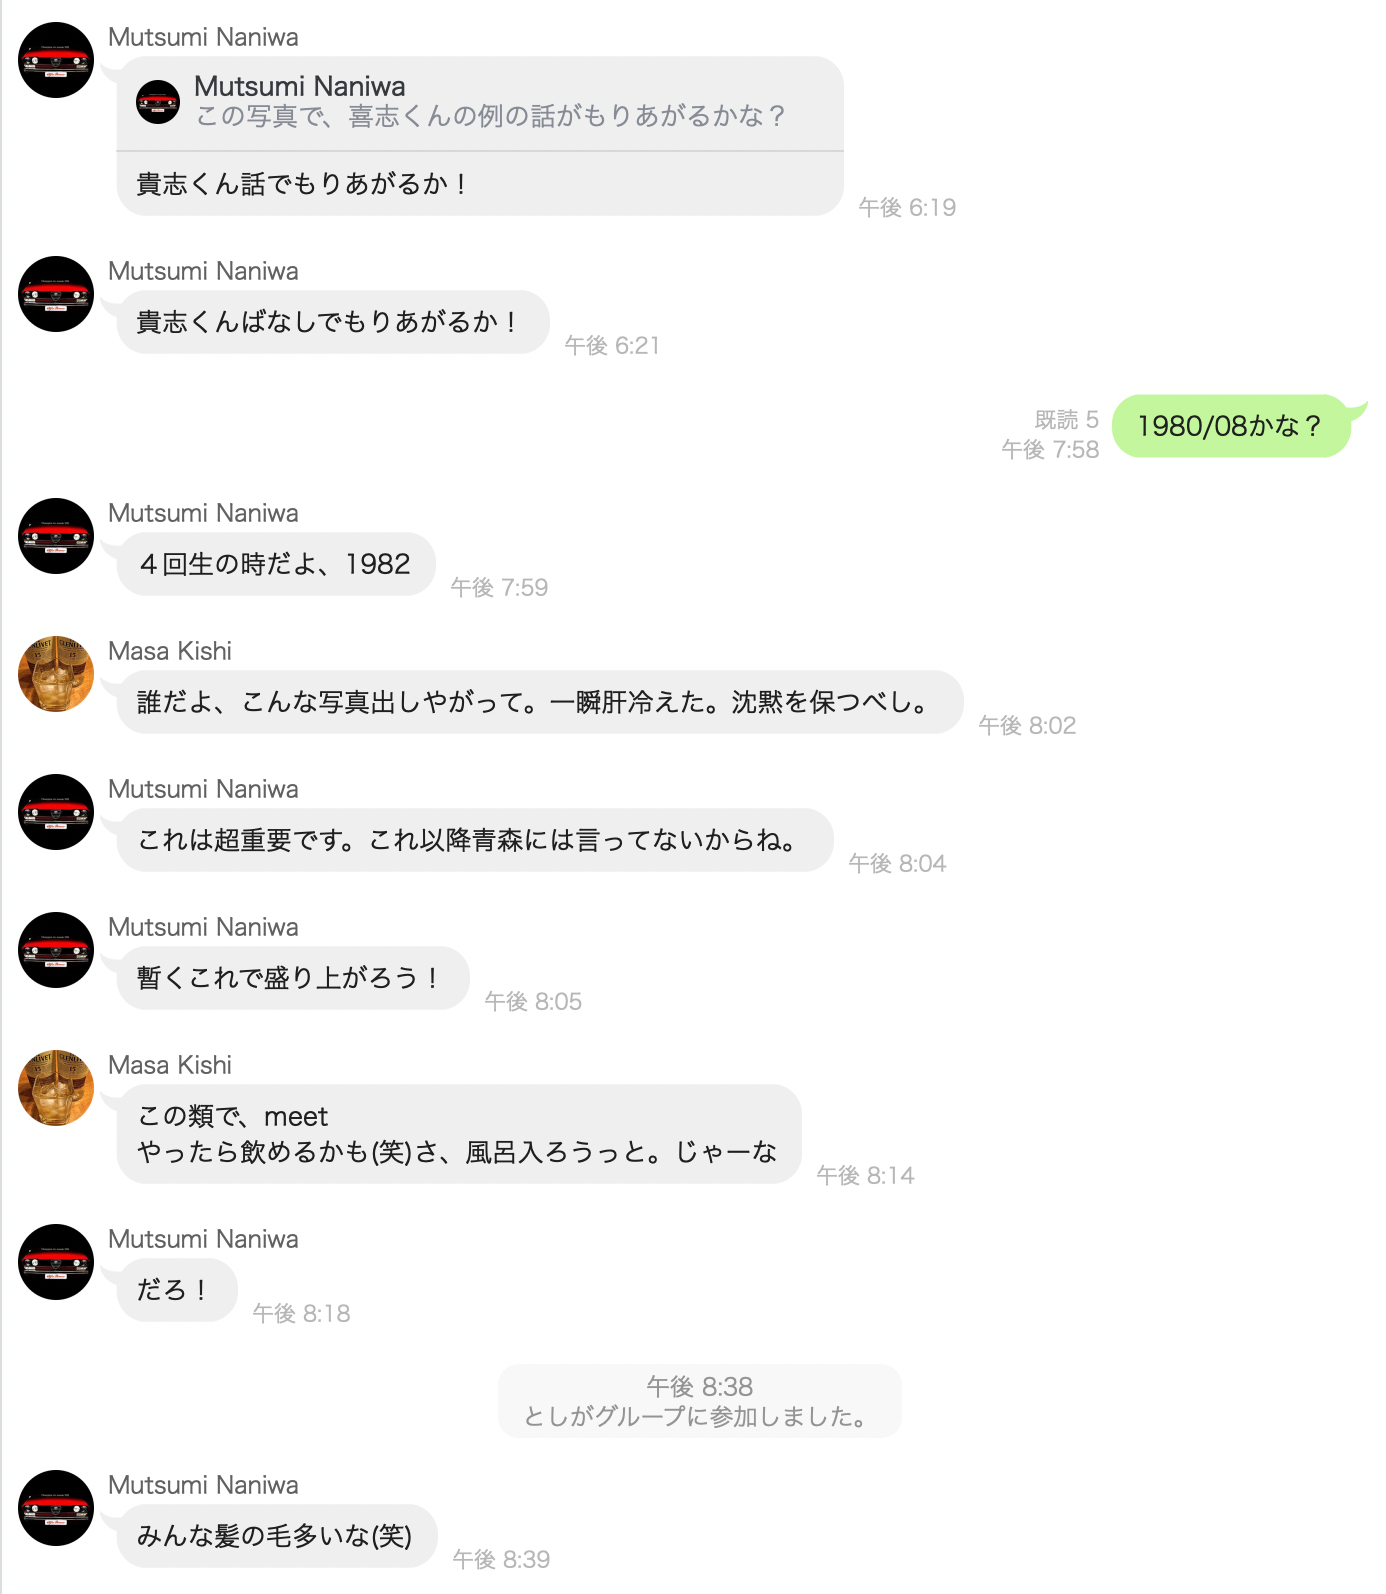 Mutsumi Naniwa
Mutsumi Naniwa
この写真で、喜志くんの例の話がもりあがるかな？
貴志くん話でもりあがるか！
午後 6:19
Mutsumi Naniwa
貴志くんばなしでもりあがるか！
午後 6:21
既読 5
午後 7:58
1980/08かな？
Mutsumi Naniwa
４回生の時だよ、1982
午後 7:59
Masa Kishi
誰だよ、こんな写真出しやがって。一瞬肝冷えた。沈黙を保つべし。
午後 8:02
Mutsumi Naniwa
これは超重要です。これ以降青森には言ってないからね。
午後 8:04
Mutsumi Naniwa
暫くこれで盛り上がろう！
午後 8:05
Masa Kishi
この類で、meet
やったら飲めるかも(笑)さ、風呂入ろうっと。じゃーな
午後 8:14
Mutsumi Naniwa
だろ！
午後 8:18
午後 8:38
としがグループに参加しました。
Mutsumi Naniwa
みんな髪の毛多いな(笑)
午後 8:39